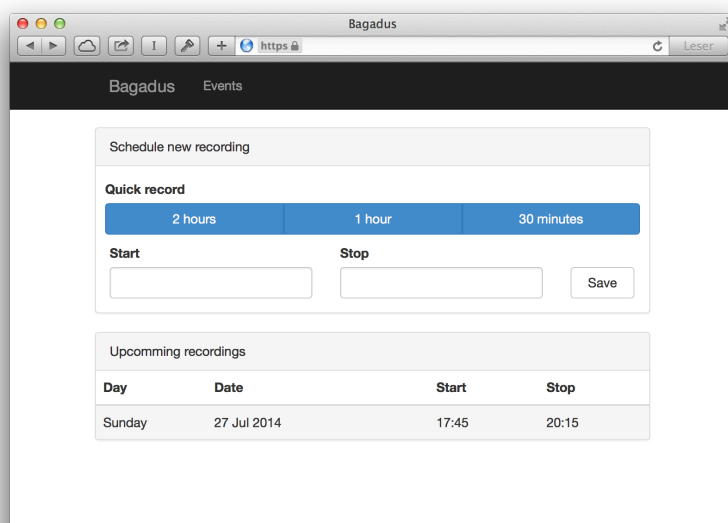 Bagadus
https
Leser
Bagadus Events
Schedule new recording
Quick record
2 hours 1 hour 30 minutes
Start Stop
Save
Upcomming recordings
Day Date Start Stop
Sunday 27 Jul 2014 17:45 20:15